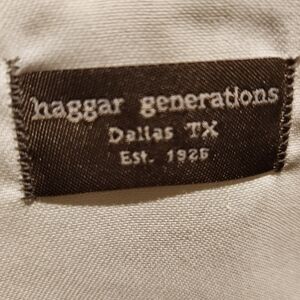 haggar generations
Dallas TX
Est. 1926